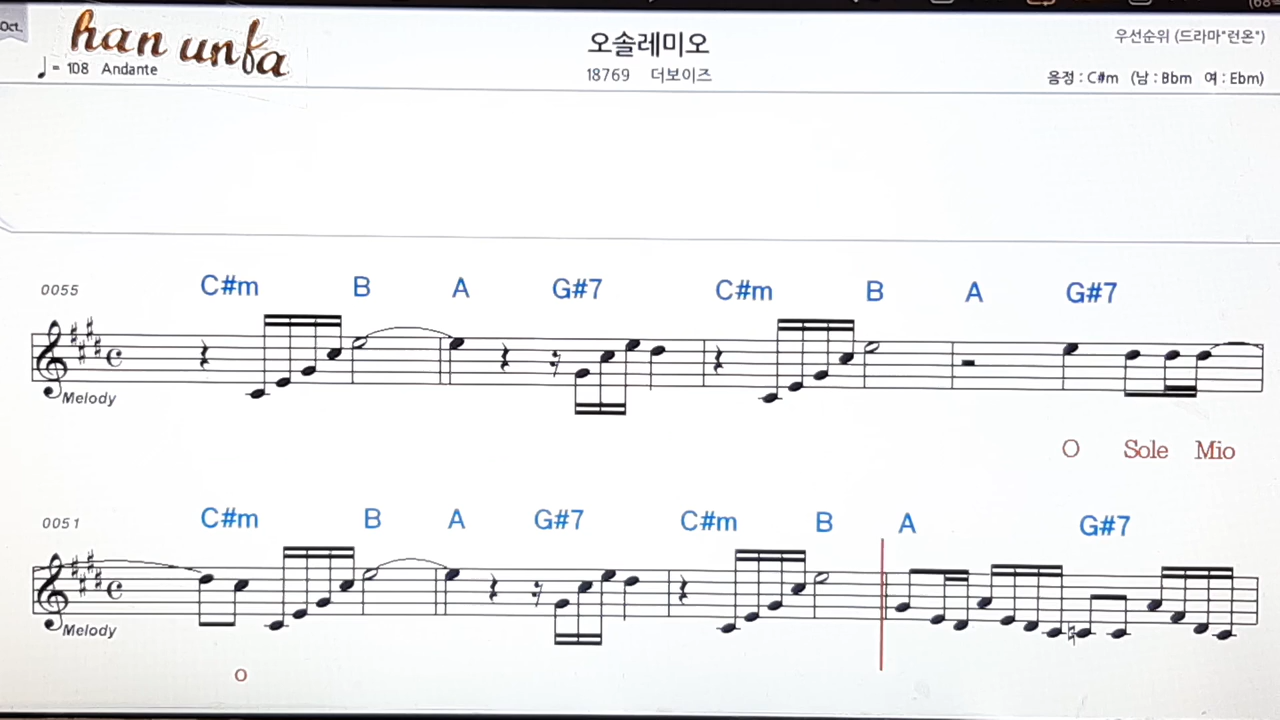 Oct.
han unfa
♩= 108 Andante
오솔레미오
18769 더보이즈
우선순위 (드라마"런온")
음정 : C#m (남 : Bbm 여 : Ebm)
0055 C#m B A G#7 C#m B A G#7
Melody
O Sole Mio
0051 C#m B A G#7 C#m B A G#7
Melody
o